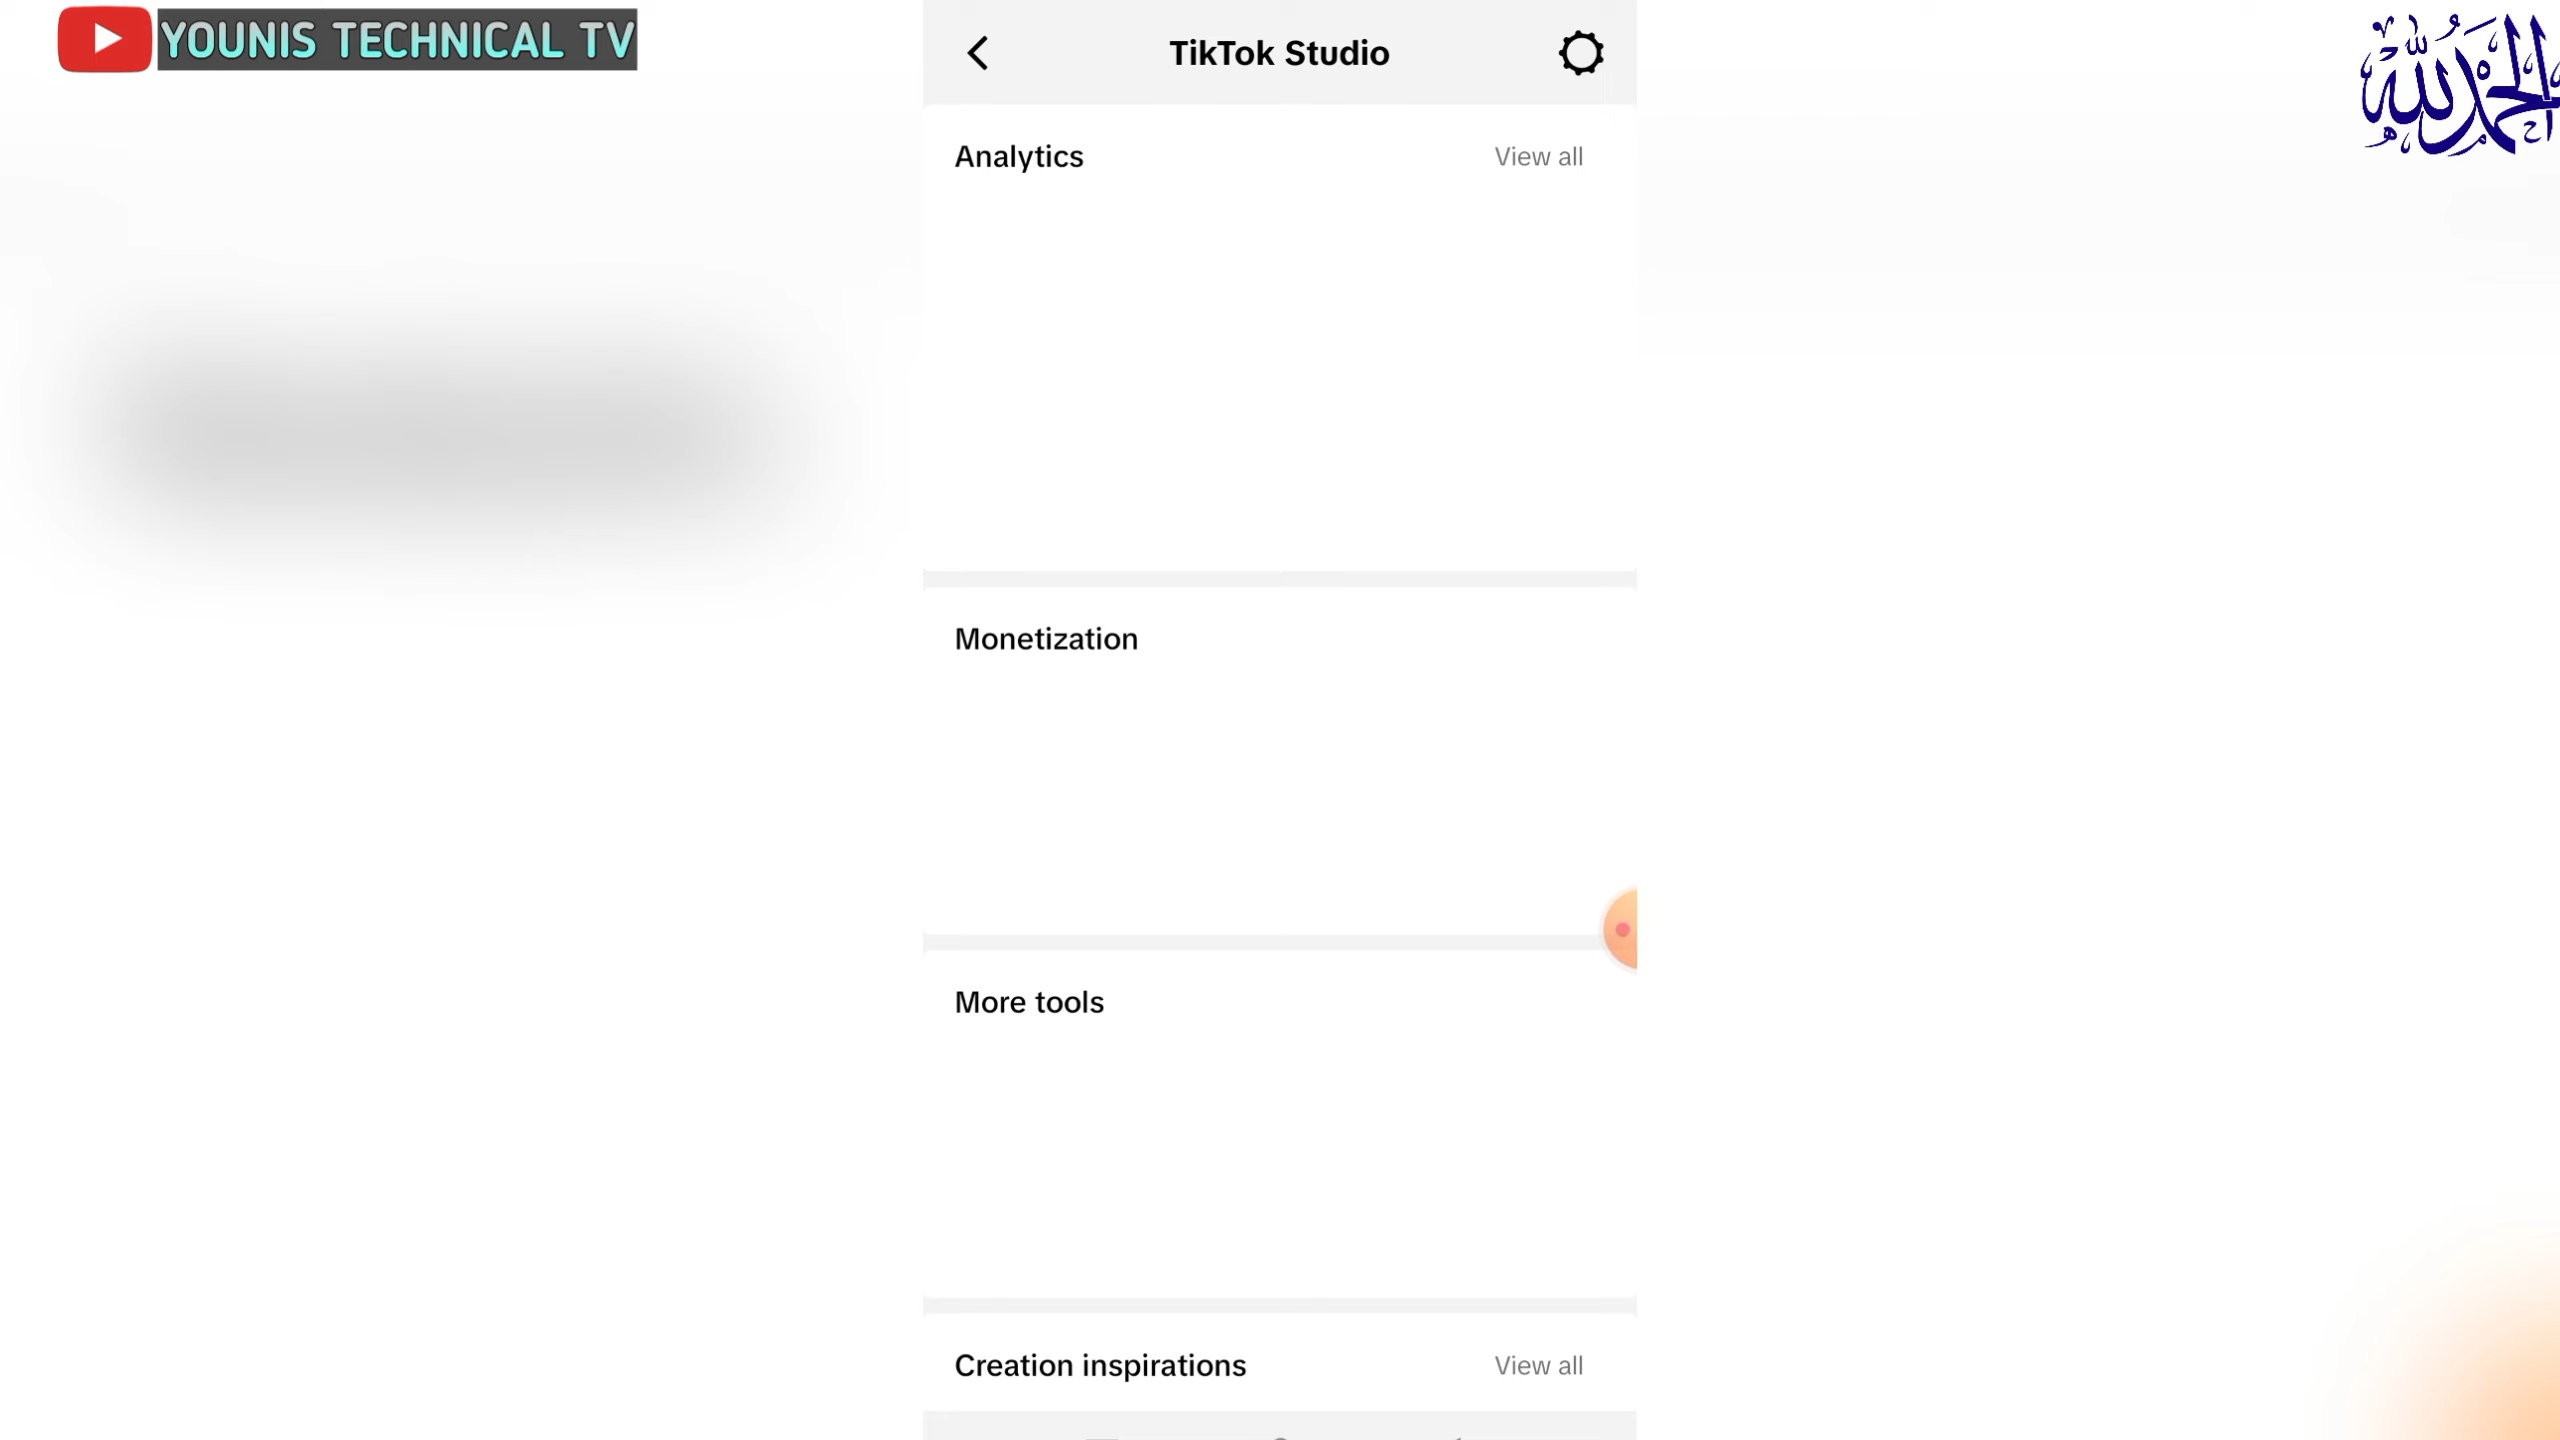 YOUNIS TECHNICAL TV
TikTok Studio
الحمد لله
Analytics
View all
Monetization
More tools
Creation inspirations
View all